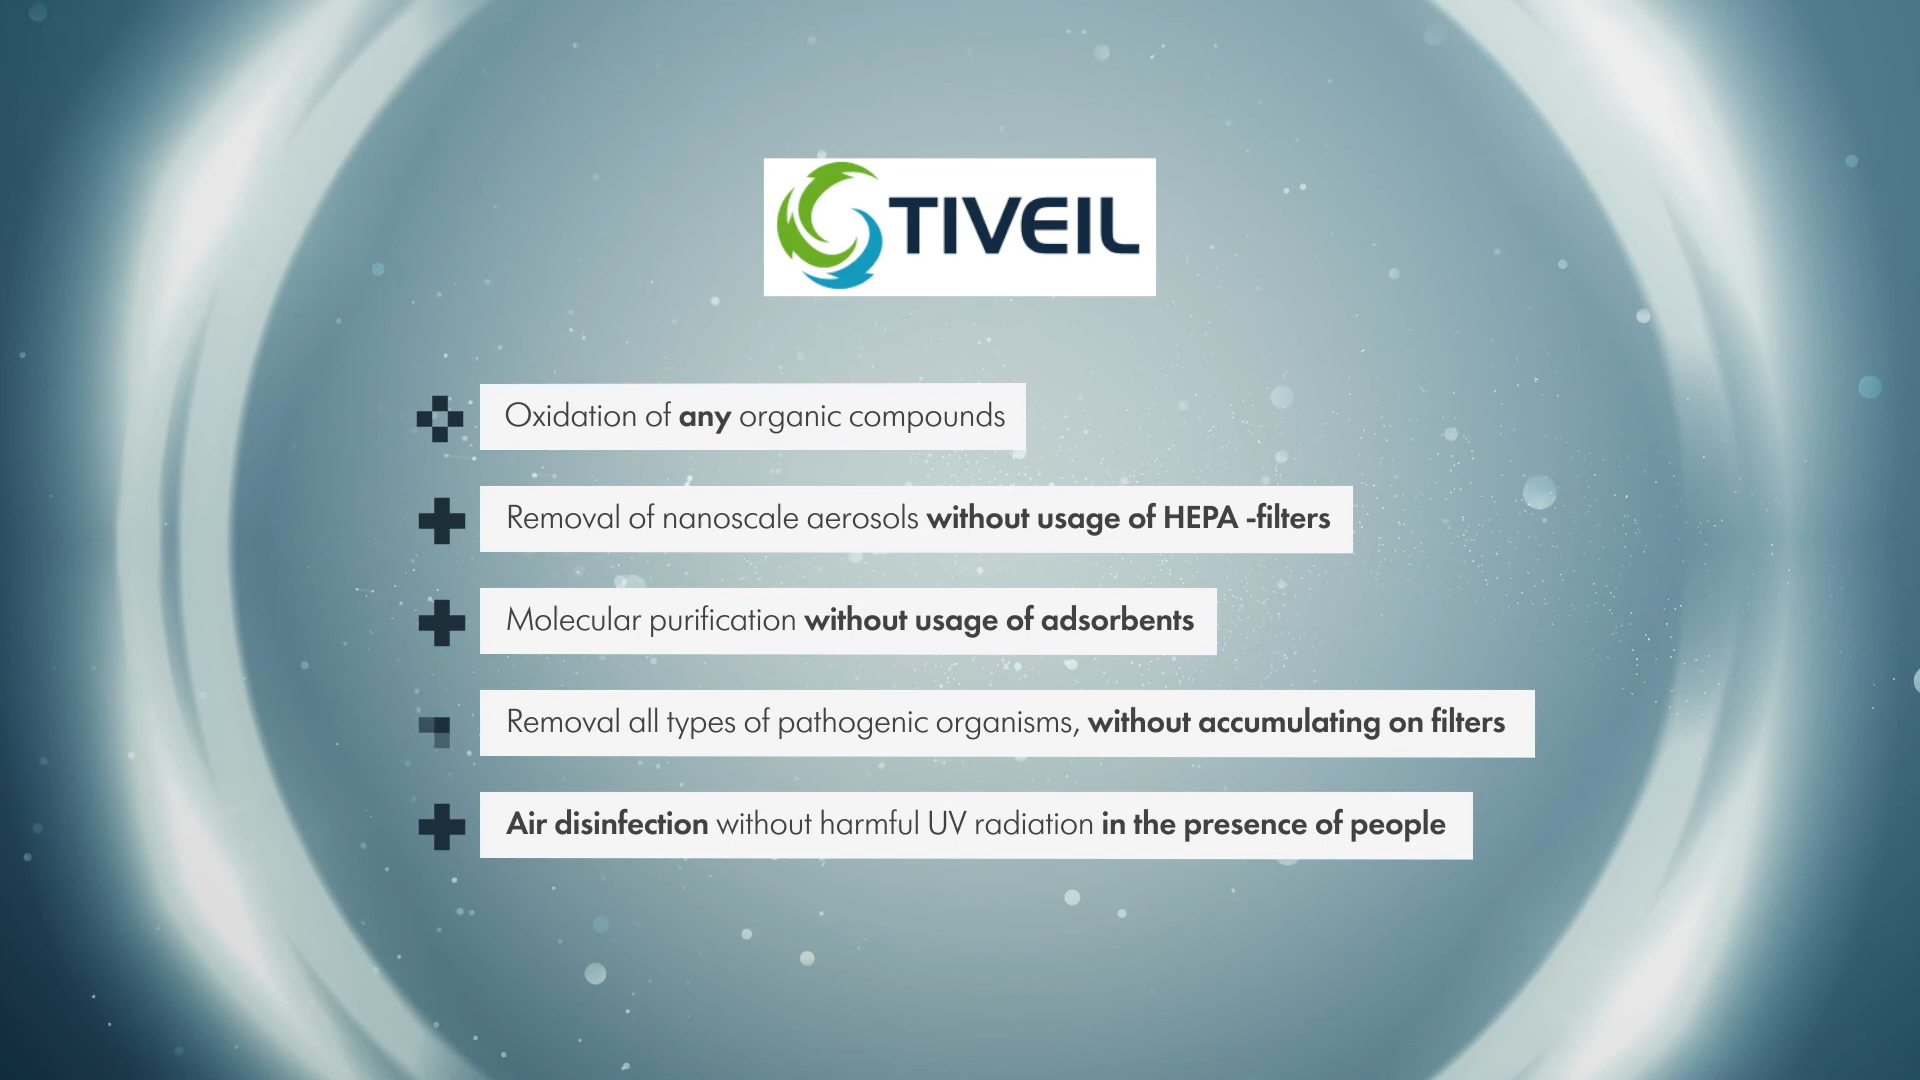 TIVEIL
Oxidation of any organic compounds
Removal of nanoscale aerosols without usage of HEPA -filters
Molecular purification without usage of adsorbents
Removal all types of pathogenic organisms, without accumulating on filters
Air disinfection without harmful UV radiation in the presence of people